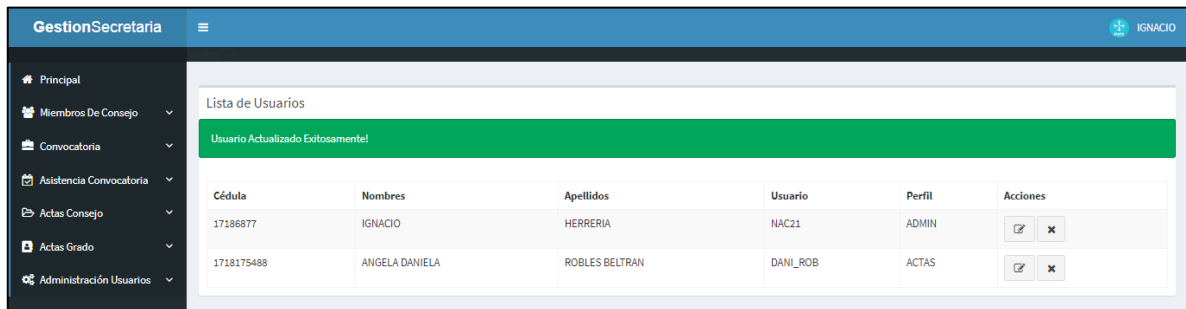 GestionSecretaria
IGNACIO
Principal
Miembros De Consejo
Convocatoria
Asistencia Convocatoria
Actas Consejo
Actas Grado
Administración Usuarios
Lista de Usuarios
Usuario Actualizado Exitosamente!
Cédula Nombres Apellidos Usuario Perfil Acciones
17186877 IGNACIO HERRERIA NAC21 ADMIN
1718175488 ANGELA DANIELA ROBLES BELTRAN DANI_ROB ACTAS